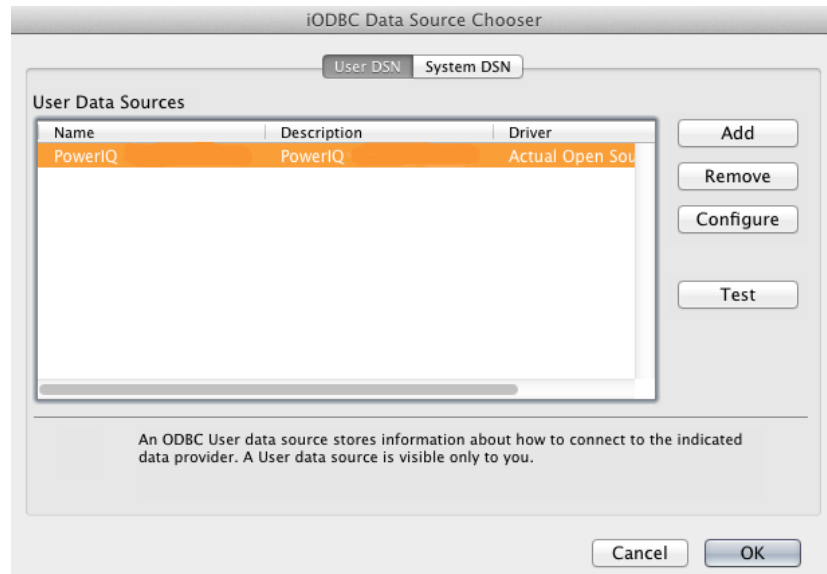 iODBC Data Source Chooser
User DSN System DSN
User Data Sources
Name Description Driver
PowerIQ PowerIQ Actual Open Sou
Add
Remove
Configure
Test
An ODBC User data source stores information about how to connect to the indicated
data provider. A User data source is visible only to you.
Cancel OK